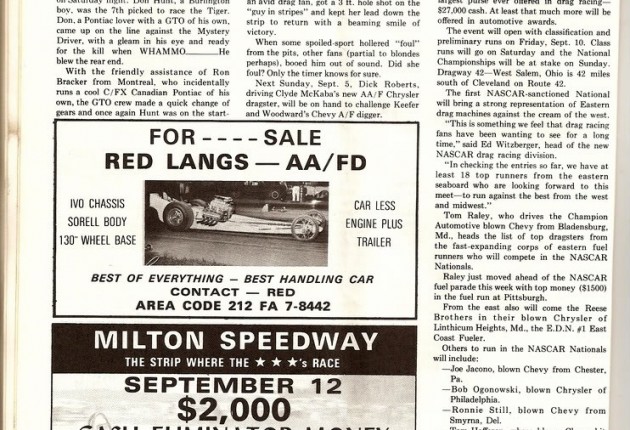 on Saturday night. Don Hunt, a Burlington
boy, was the 7th picked to race the Tiger.
Don, a Pontiac lover with a GTO of his own,
came up on the line against the Mystery
Driver, with a gleam in his eye and ready
for the kill when WHAMMO______He
blew the rear end.
With the friendly assistance of Ron
Bracker from Montreal, who incidentally
runs a cool C/FX Canadian Pontiac of his
own, the GTO crew made a quick change of
gears and once again Hunt was on the start-
an avid drag fan, got a 3 ft. hole shot on the
"guy in stripes" and kept her lead down the
strip to return with a beaming smile of
victory.
When some spoiled-sport hollered "foul"
from the pits, other fans (partial to blondes
perhaps), booed him out of sound. Did she
foul? Only the timer knows for sure.
Next Sunday, Sept. 5, Dick Roberts,
driving Clyde McKaba's new AA/F Chrysler
dragster, will be on hand to challenge Keefer
and Woodward's Chevy A/F digger.
FOR - - - - SALE
RED LANGS — AA/FD
IVO CHASSIS
SORELL BODY
130" WHEEL BASE
CAR LESS
ENGINE PLUS
TRAILER
BEST OF EVERYTHING — BEST HANDLING CAR
CONTACT — RED
AREA CODE 212 FA 7-8442
MILTON SPEEDWAY
THE STRIP WHERE THE ★ ★ ★'s RACE
SEPTEMBER 12
$2,000
CASH ELIMINATOR MONEY
largest purse ever offered in drag racing—
$27,000 cash. At least that much more will be
offered in automotive awards.
The event will open with classification and
preliminary runs on Friday, Sept. 10. Class
runs will go on Saturday and the National
Championships will be at stake on Sunday.
Dragway 42—West Salem, Ohio is 42 miles
south of Cleveland on Route 42.
The first NASCAR-sanctioned National
will bring a strong representation of Eastern
drag machines against the cream of the west.
"This is something we feel that drag racing
fans have been wanting to see for a long
time," said Ed Witzberger, head of the new
NASCAR drag racing division.
"In checking the entries so far, we have at
least 18 top runners from the eastern
seaboard who are looking forward to this
meet—to run against the best from the west
and midwest."
Tom Raley, who drives the Champion
Automotive blown Chevy from Bladensburg,
Md., heads the list of top dragsters from
the fast-expanding corps of eastern fuel
runners who will compete in the NASCAR
Nationals.
Raley just moved ahead of the NASCAR
fuel parade this week with top money ($1500)
in the fuel run at Pittsburgh.
From the east also will come the Reese
Brothers in their blown Chrysler of
Linthicum Heights, Md., the E.D.N. #1 East
Coast Fueler.
Others to run in the NASCAR Nationals
will include:
—Joe Jacono, blown Chevy from Chester,
Pa.
—Bob Ogonowski, blown Chrysler of
Philadelphia.
—Ronnie Still, blown Chevy from
Smyrna, Del.